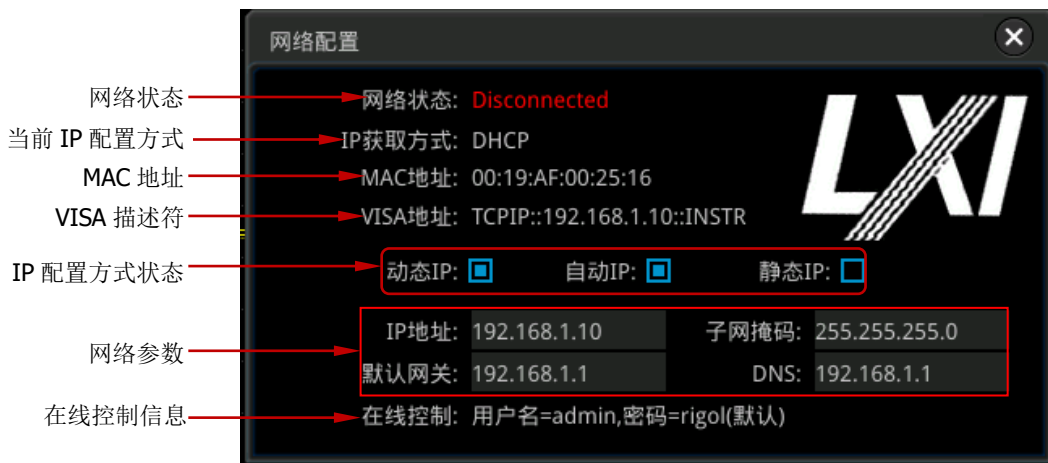 网络配置
网络状态 网络状态: Disconnected
当前 IP 配置方式 IP获取方式: DHCP
MAC 地址 MAC地址: 00:19:AF:00:25:16
VISA 描述符 VISA地址: TCPIP::192.168.1.10::INSTR
LXI
IP 配置方式状态 动态IP: 自动IP: 静态IP:
网络参数
IP地址: 192.168.1.10 子网掩码: 255.255.255.0
默认网关: 192.168.1.1 DNS: 192.168.1.1
在线控制信息 在线控制: 用户名=admin,密码=rigol(默认)